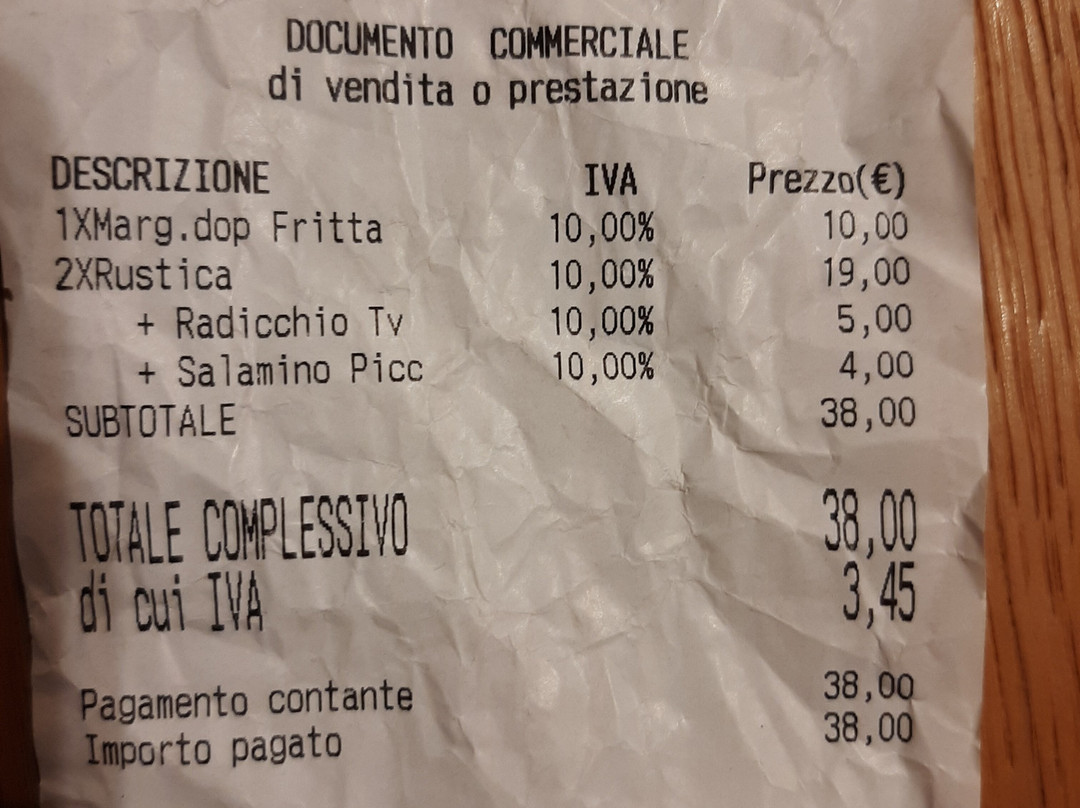 DOCUMENTO COMMERCIALE
di vendita o prestazione
DESCRIZIONE IVA Prezzo(€)
1XMarg.dop Fritta 10,00% 10,00
2XRustica 10,00% 19,00
+ Radicchio Tv 10,00% 5,00
+ Salamino Picc 10,00% 4,00
SUBTOTALE 38,00
TOTALE COMPLESSIVO 38,00
di cui IVA 3,45
Pagamento contante 38,00
Importo pagato 38,00